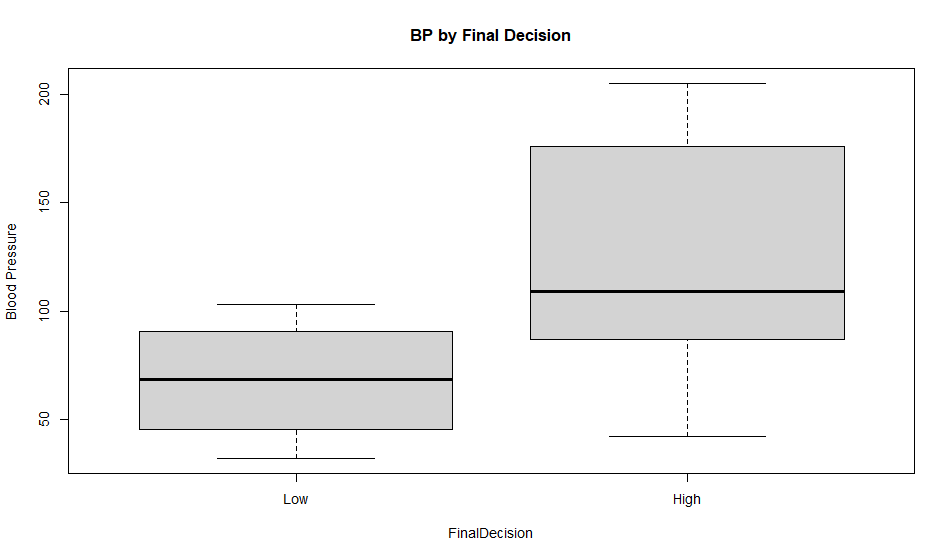 BP by Final Decision
Blood Pressure
200
150
100
50
Low High
FinalDecision